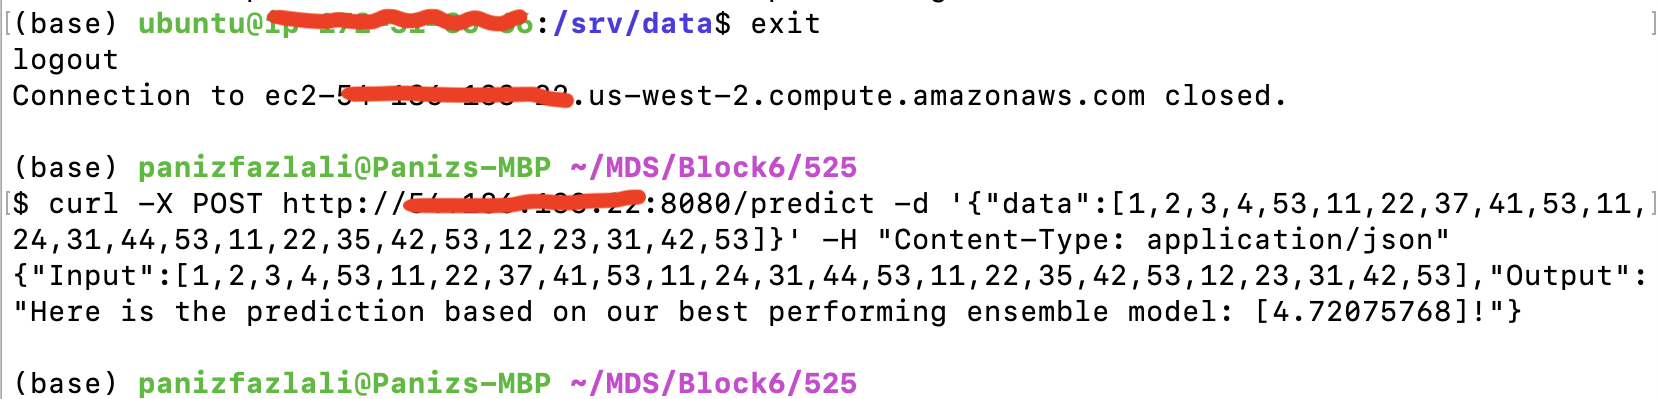 (base) ubuntu@:/srv/data$ exit
logout
Connection to ec2-.us-west-2.compute.amazonaws.com closed.
(base) panizfazlali@Panizs-MBP ~/MDS/Block6/525
$ curl -X POST http://:8080/predict -d '{"data":[1,2,3,4,53,11,22,37,41,53,11,
24,31,44,53,11,22,35,42,53,12,23,31,42,53]}' -H "Content-Type: application/json"
{"Input":[1,2,3,4,53,11,22,37,41,53,11,24,31,44,53,11,22,35,42,53,12,23,31,42,53],"Output":
"Here is the prediction based on our best performing ensemble model: [4.72075768]!"}
(base) panizfazlali@Panizs-MBP ~/MDS/Block6/525